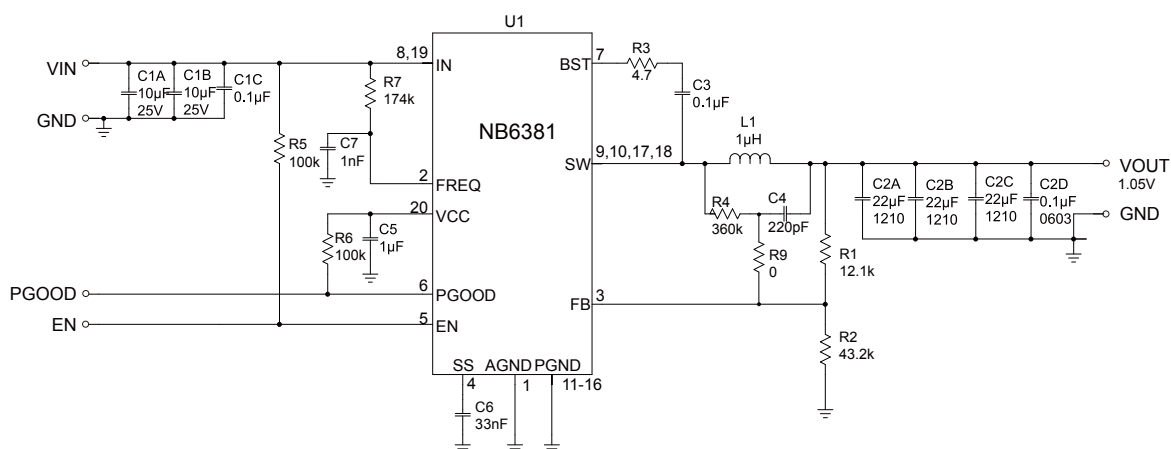 U1
NB6381
VIN
GND
C1A
10µF
25V
C1B
10µF
25V
C1C
0.1µF
8,19
IN
R7
174k
R5
100k
C7
1nF
2
FREQ
20
VCC
R6
100k
C5
1µF
PGOOD
6
PGOOD
EN
5
EN
SS
4
C6
33nF
AGND
1
PGND
11-16
BST
7
R3
4.7
C3
0.1µF
SW
9,10,17,18
L1
1µH
R4
360k
C4
220pF
R9
0
R1
12.1k
FB
3
R2
43.2k
C2A
22µF
1210
C2B
22µF
1210
C2C
22µF
1210
C2D
0.1µF
0603
VOUT
1.05V
GND